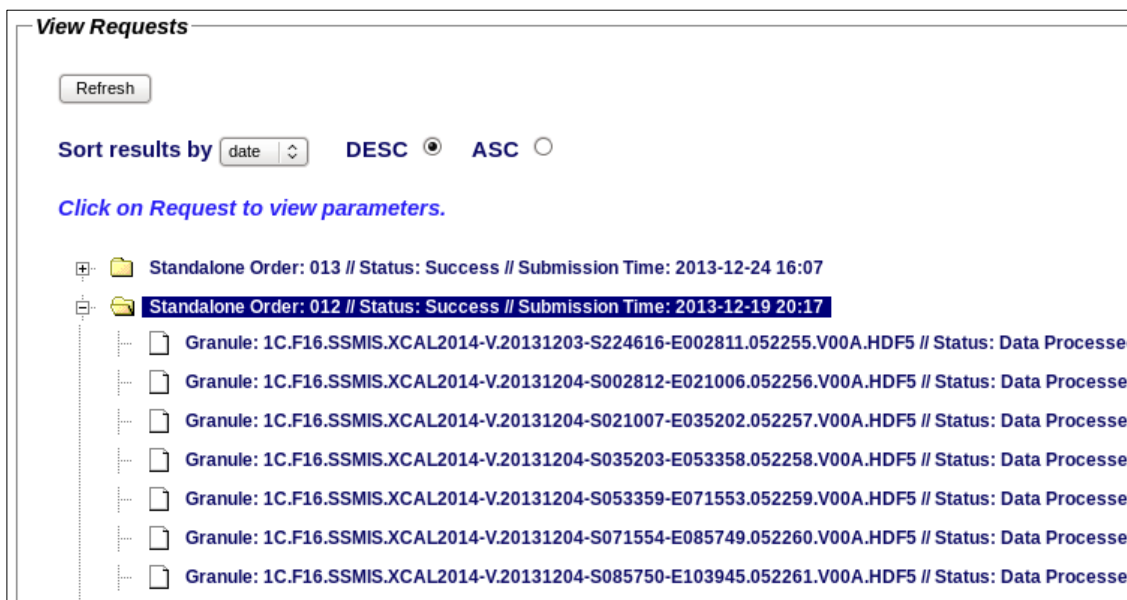 View Requests
Refresh
Sort results by date DESC ASC
Click on Request to view parameters.
Standalone Order: 013 // Status: Success // Submission Time: 2013-12-24 16:07
Standalone Order: 012 // Status: Success // Submission Time: 2013-12-19 20:17
Granule: 1C.F16.SSMIS.XCAL2014-V.20131203-S224616-E002811.052255.V00A.HDF5 // Status: Data Processe
Granule: 1C.F16.SSMIS.XCAL2014-V.20131204-S002812-E021006.052256.V00A.HDF5 // Status: Data Processe
Granule: 1C.F16.SSMIS.XCAL2014-V.20131204-S021007-E035202.052257.V00A.HDF5 // Status: Data Processe
Granule: 1C.F16.SSMIS.XCAL2014-V.20131204-S035203-E053358.052258.V00A.HDF5 // Status: Data Processe
Granule: 1C.F16.SSMIS.XCAL2014-V.20131204-S053359-E071553.052259.V00A.HDF5 // Status: Data Processe
Granule: 1C.F16.SSMIS.XCAL2014-V.20131204-S071554-E085749.052260.V00A.HDF5 // Status: Data Processe
Granule: 1C.F16.SSMIS.XCAL2014-V.20131204-S085750-E103945.052261.V00A.HDF5 // Status: Data Processe